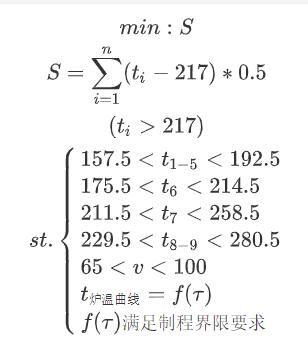 min : S
S = \sum_{i=1}^{n} (t_i − 217) * 0.5
(t_i > 217)
st. {
157.5 < t_{1−5} < 192.5
175.5 < t_6 < 214.5
211.5 < t_7 < 258.5
229.5 < t_{8−9} < 280.5
65 < v < 100
t_{炉温曲线} = f(τ)
f(τ)满足制程界限要求